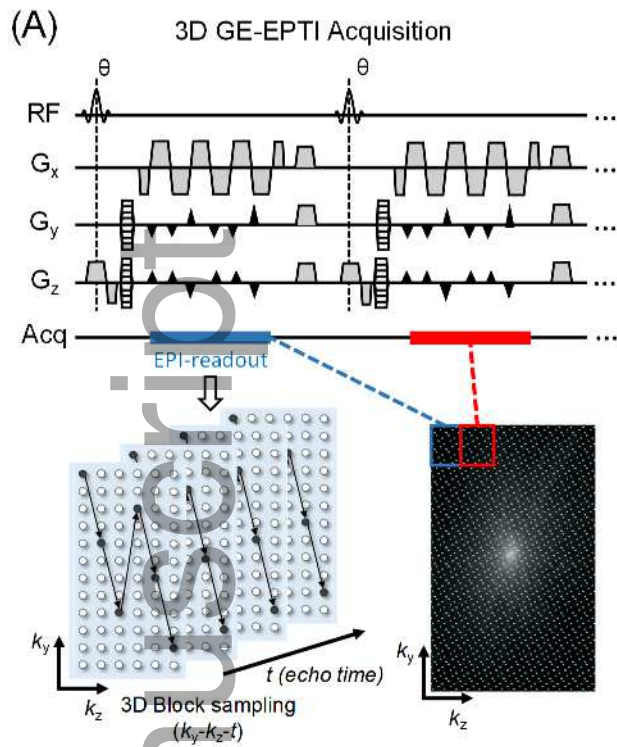 (A)
3D GE-EPTI Acquisition
θ θ
RF ...
Gx ...
Gy ...
Gz ...
Acq ...
EPI-readout
ky
kz
t (echo time)
3D Block sampling
(ky-kz-t)
ky
kz